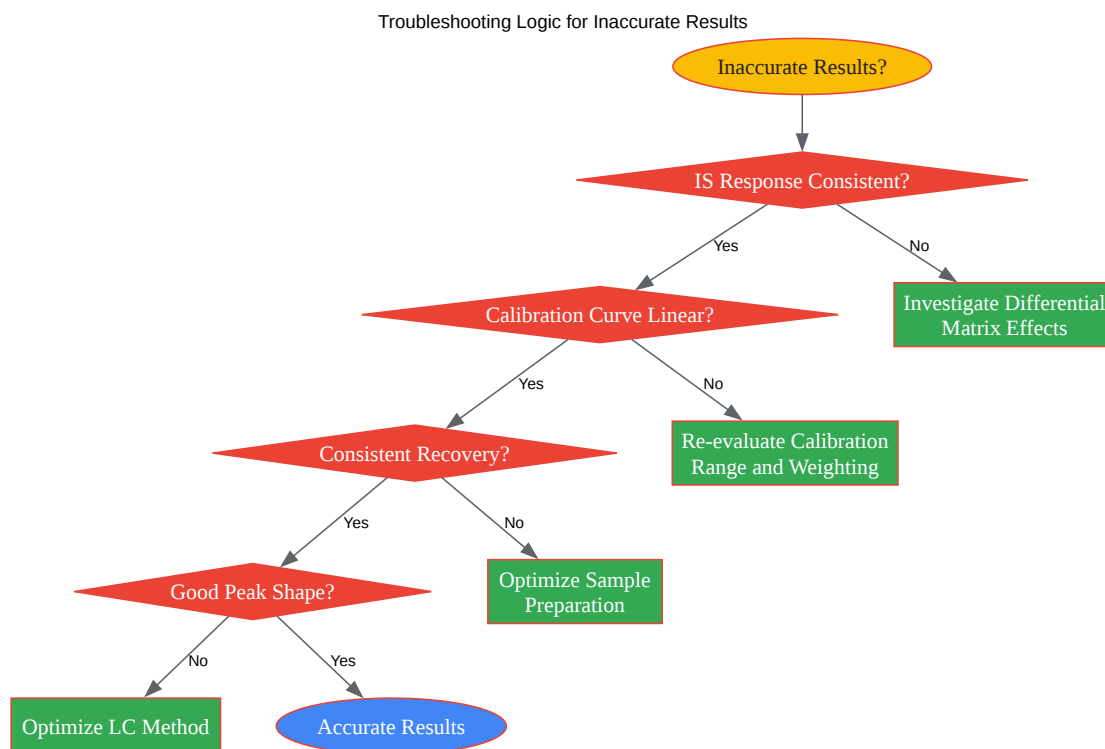 Troubleshooting Logic for Inaccurate Results
Inaccurate Results?
IS Response Consistent?
Yes
No
Calibration Curve Linear?
Investigate Differential
Matrix Effects
Yes
No
Consistent Recovery?
Re-evaluate Calibration
Range and Weighting
Yes
No
Good Peak Shape?
Optimize Sample
Preparation
No
Yes
Optimize LC Method
Accurate Results